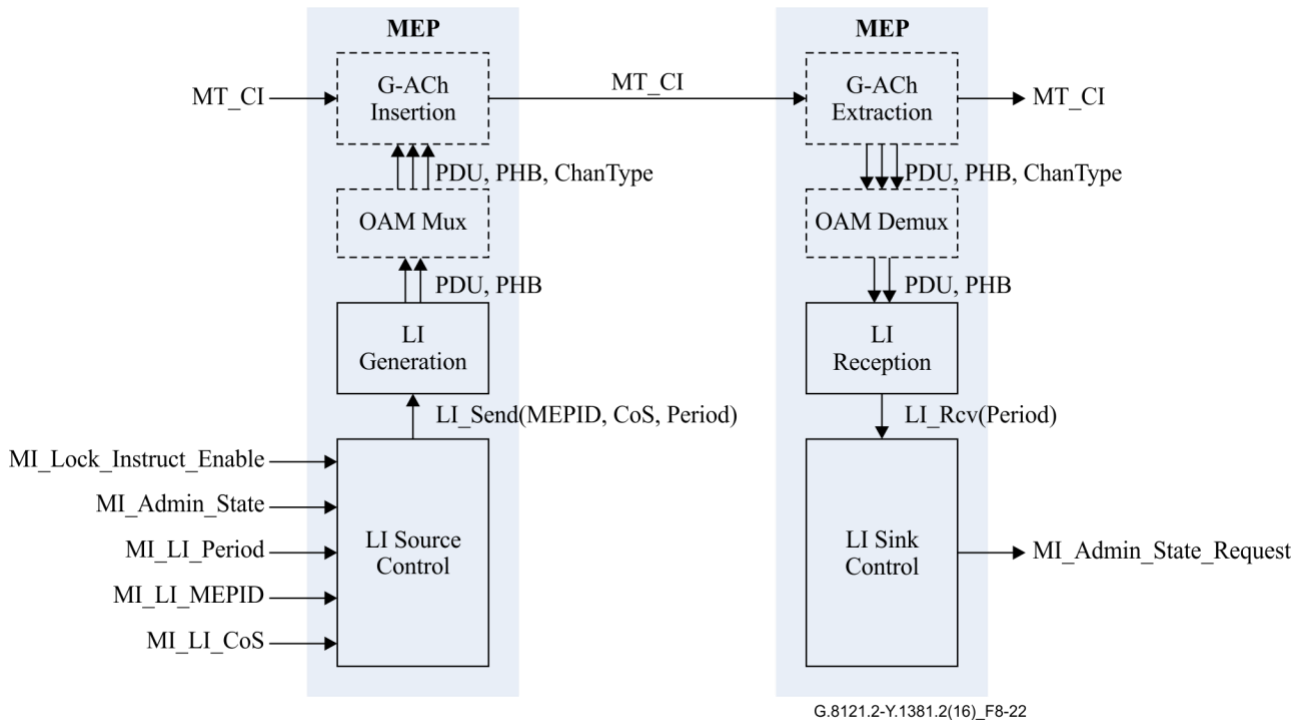 MEP
MEP
MT_CI
G-ACh
Insertion
MT_CI
G-ACh
Extraction
MT_CI
PDU, PHB, ChanType
PDU, PHB, ChanType
OAM Mux
OAM Demux
PDU, PHB
PDU, PHB
LI
Generation
LI
Reception
LI_Send(MEPID, CoS, Period)
LI_Rcv(Period)
MI_Lock_Instruct_Enable
MI_Admin_State
MI_LI_Period
MI_LI_MEPID
MI_LI_CoS
LI Source
Control
LI Sink
Control
MI_Admin_State_Request
G.8121.2-Y.1381.2(16)_F8-22